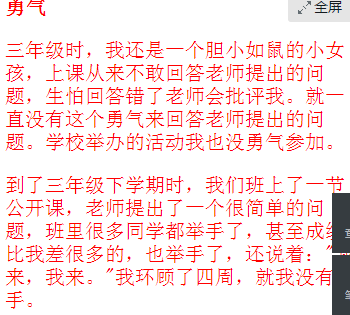 勇气
全屏
三年级时，我还是一个胆小如鼠的小女
孩，上课从来不敢回答老师提出的问
题，生怕回答错了老师会批评我。就一
直没有这个勇气来回答老师提出的问
题。学校举办的活动我也没勇气参加。
到了三年级下学期时，我们班上了一节
公开课，老师提出了一个很简单的问
题，班里很多同学都举手了，甚至成绩
比我差很多的，也举手了，还说着："
来，我来。"我环顾了四周，就我没有
手。